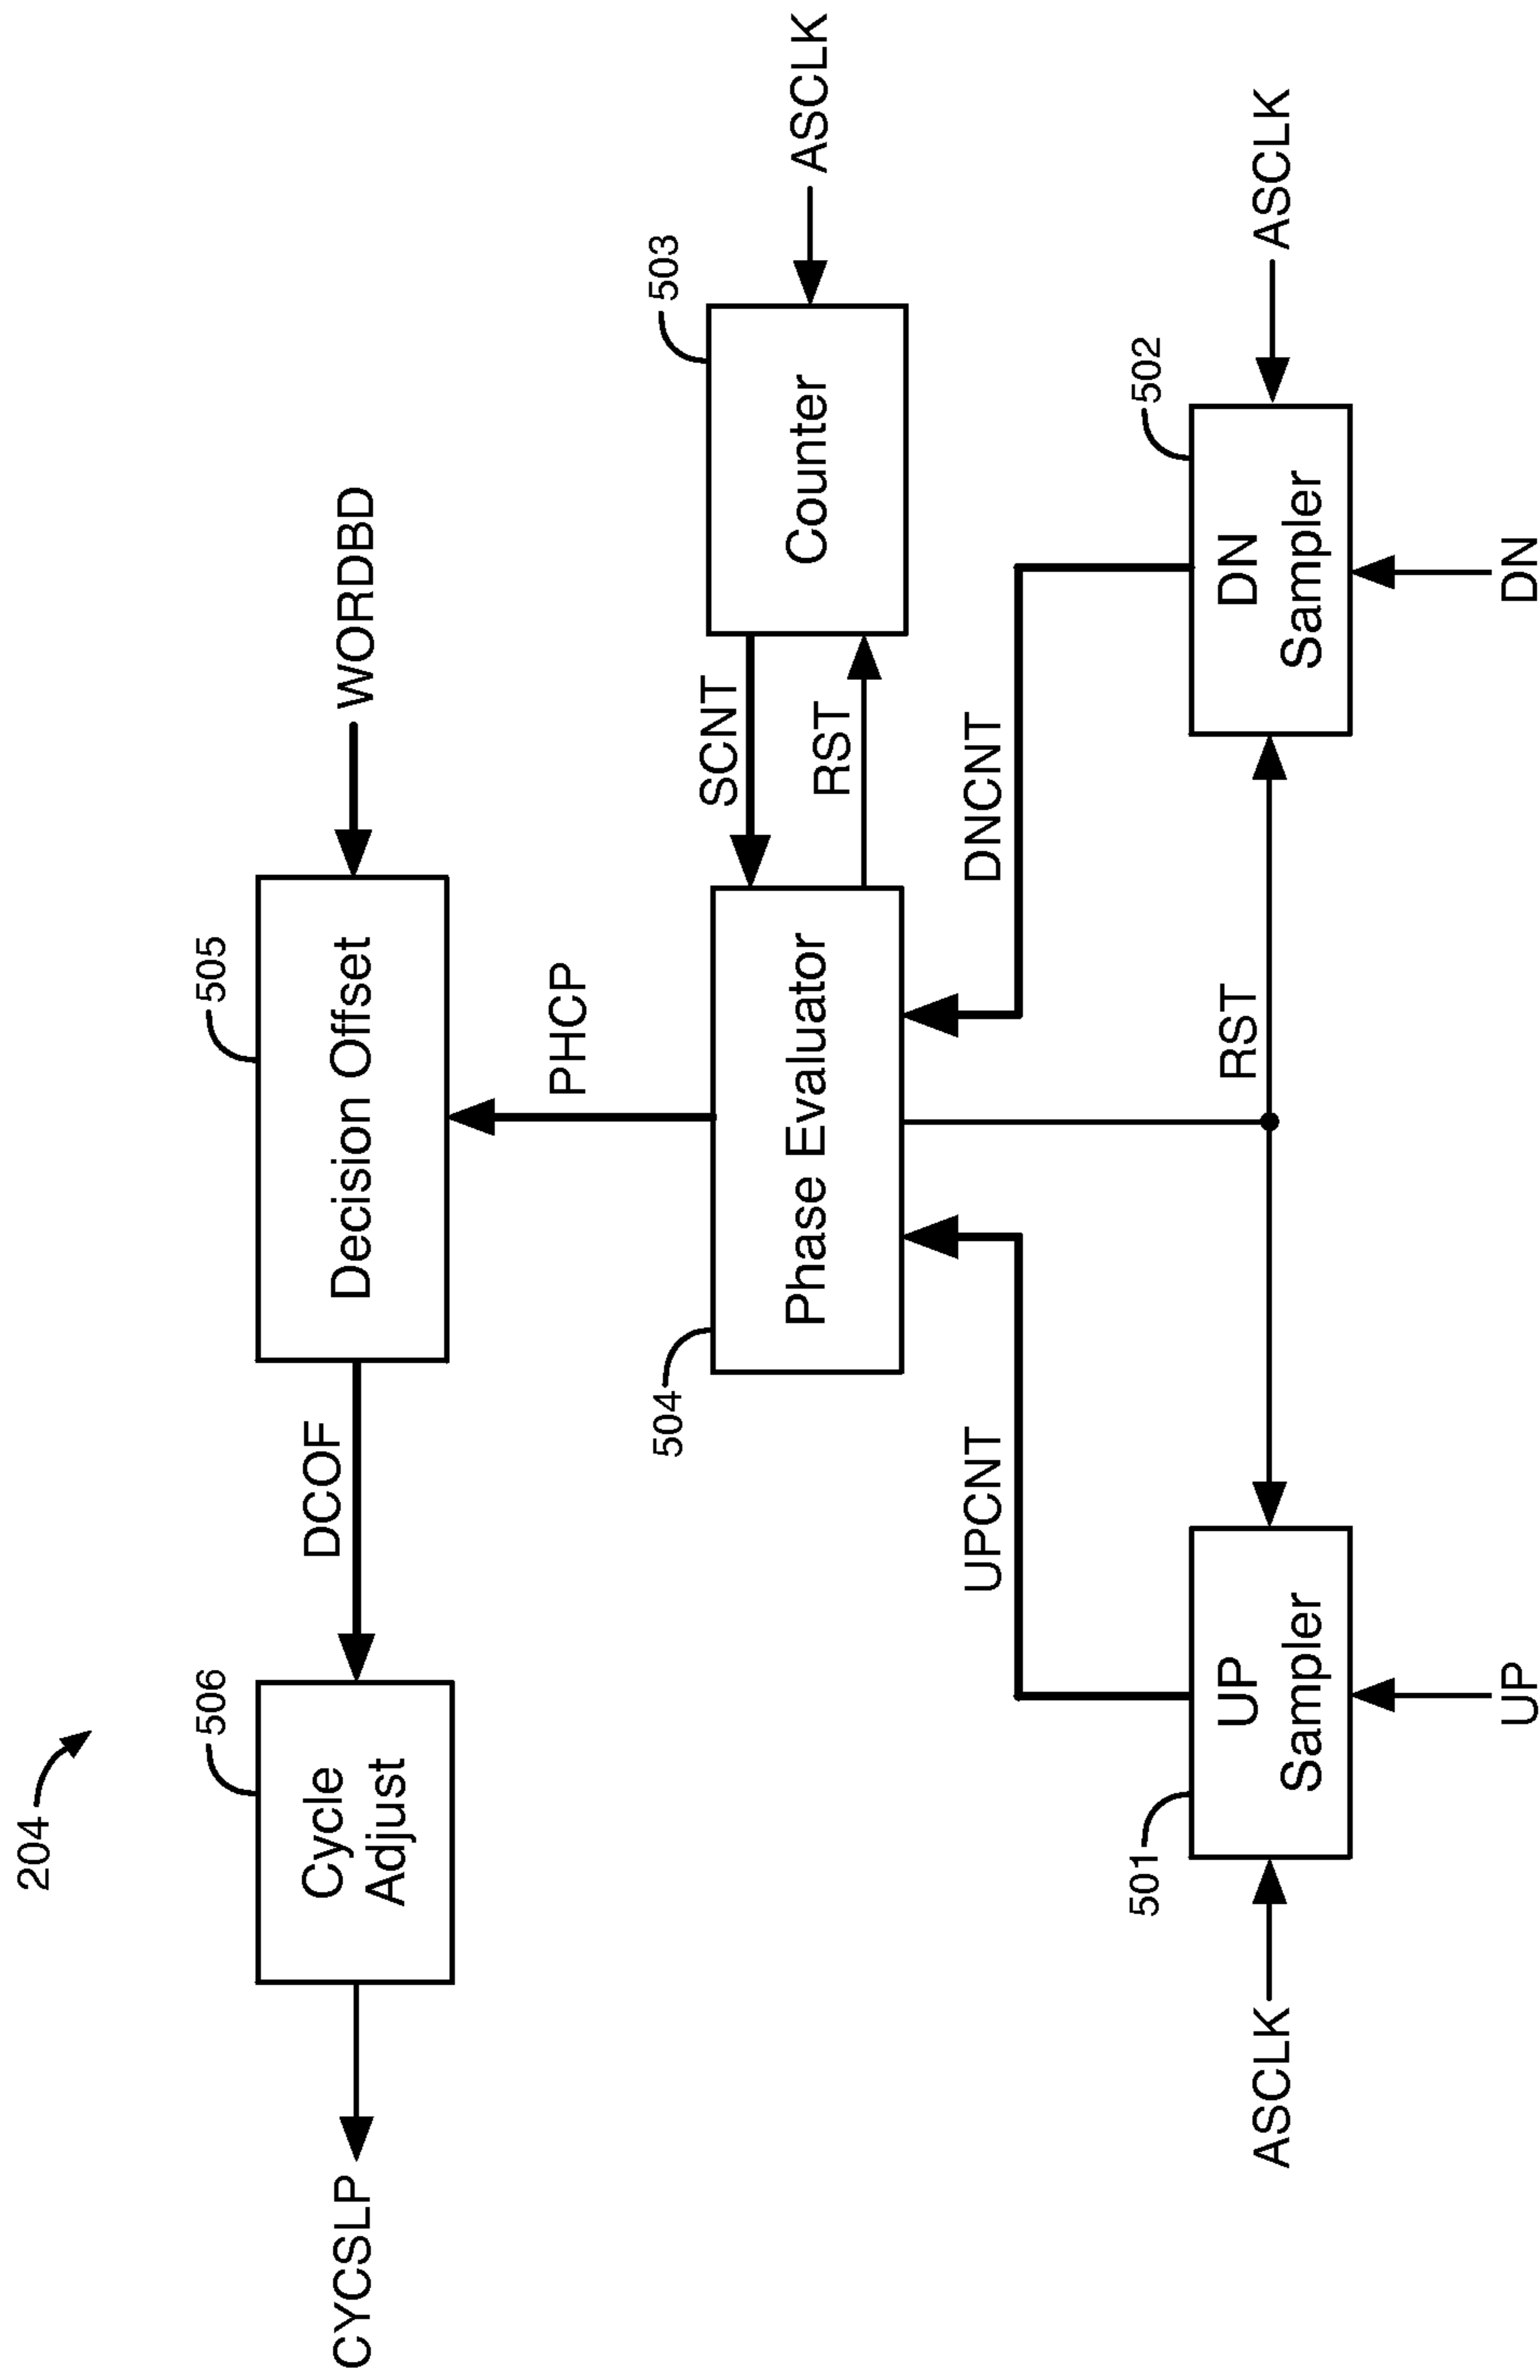 204
506
505
Cycle
Adjust
DCOF
Decision Offset
WORDBD
CYCSLP
PHCP
504
503
Phase Evaluator
SCNT
RST
Counter
ASCLK
UPCNT
DNCNT
501
502
ASCLK
UP
Sampler
RST
DN
Sampler
ASCLK
UP
DN